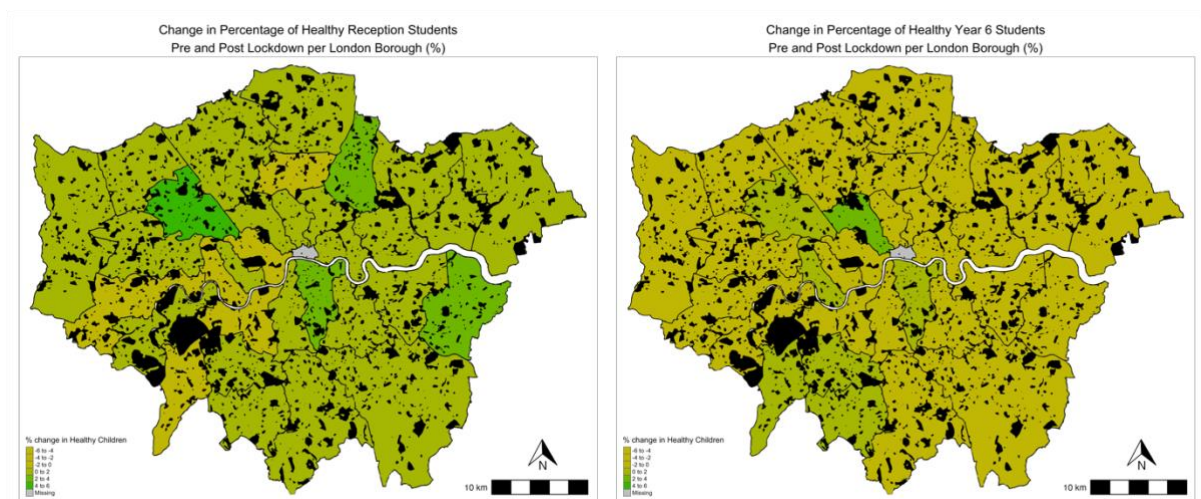 Change in Percentage of Healthy Reception Students
Pre and Post Lockdown per London Borough (%)
% change in Healthy Children
-6 to -4
-4 to -2
-2 to 0
0 to 2
2 to 4
4 to 6
Missing
N
10 km
Change in Percentage of Healthy Year 6 Students
Pre and Post Lockdown per London Borough (%)
% change in Healthy Children
-6 to -4
-4 to -2
-2 to 0
0 to 2
2 to 4
4 to 6
Missing
N
10 km